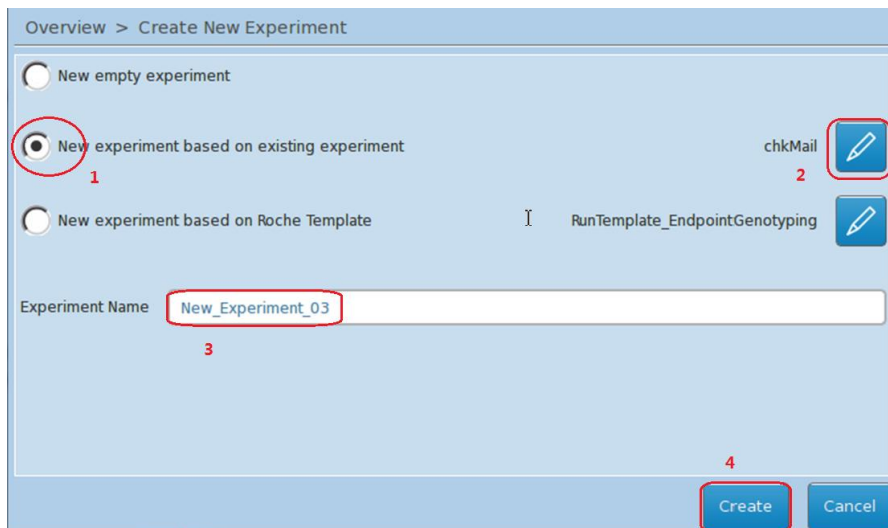 Overview > Create New Experiment
New empty experiment
New experiment based on existing experiment chkMail
1 2
New experiment based on Roche Template RunTemplate_EndpointGenotyping
Experiment Name New_Experiment_03
3
4
Create Cancel